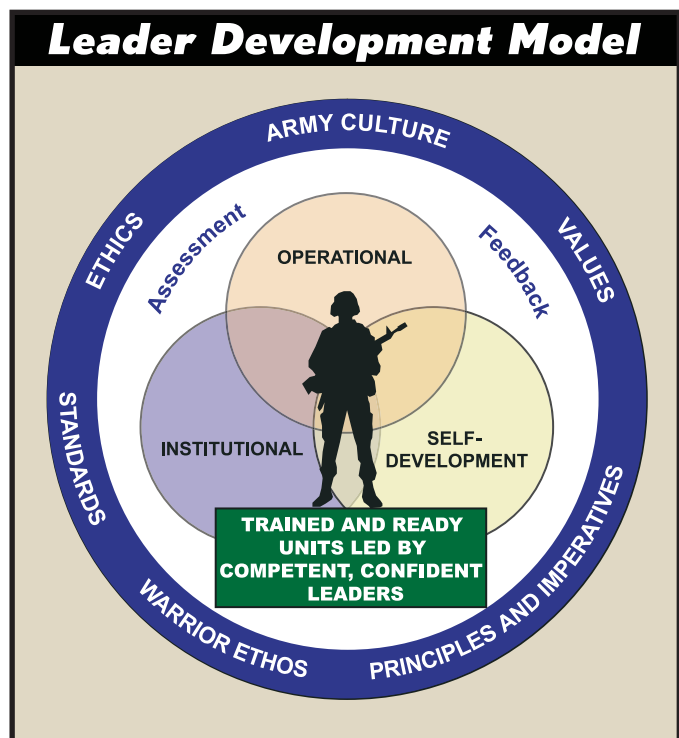 Leader Development Model
ARMY CULTURE
ETHICS
VALUES
Assessment
Feedback
OPERATIONAL
INSTITUTIONAL
SELF-
DEVELOPMENT
STANDARDS
TRAINED AND READY
UNITS LED BY
COMPETENT, CONFIDENT
LEADERS
WARRIOR ETHOS
PRINCIPLES AND IMPERATIVES